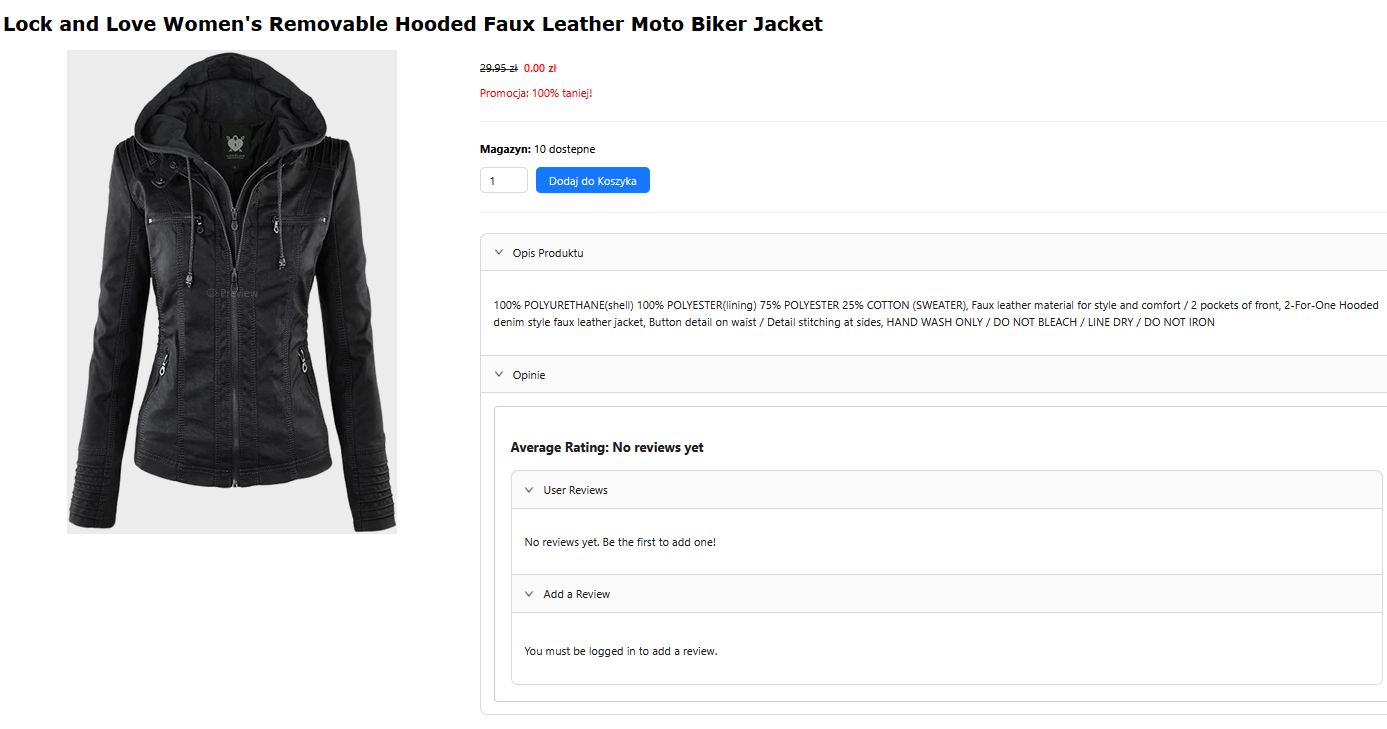 Lock and Love Women's Removable Hooded Faux Leather Moto Biker Jacket
29.95 zł 0.00 zł
Promocja: 100% taniej!
Magazyn: 10 dostepne
1
Dodaj do Koszyka
Opis Produktu
100% POLYURETHANE(shell) 100% POLYESTER(lining) 75% POLYESTER 25% COTTON (SWEATER), Faux leather material for style and comfort / 2 pockets of front, 2-For-One Hooded
denim style faux leather jacket, Button detail on waist / Detail stitching at sides, HAND WASH ONLY / DO NOT BLEACH / LINE DRY / DO NOT IRON
Preview
Opinie
Average Rating: No reviews yet
User Reviews
No reviews yet. Be the first to add one!
Add a Review
You must be logged in to add a review.